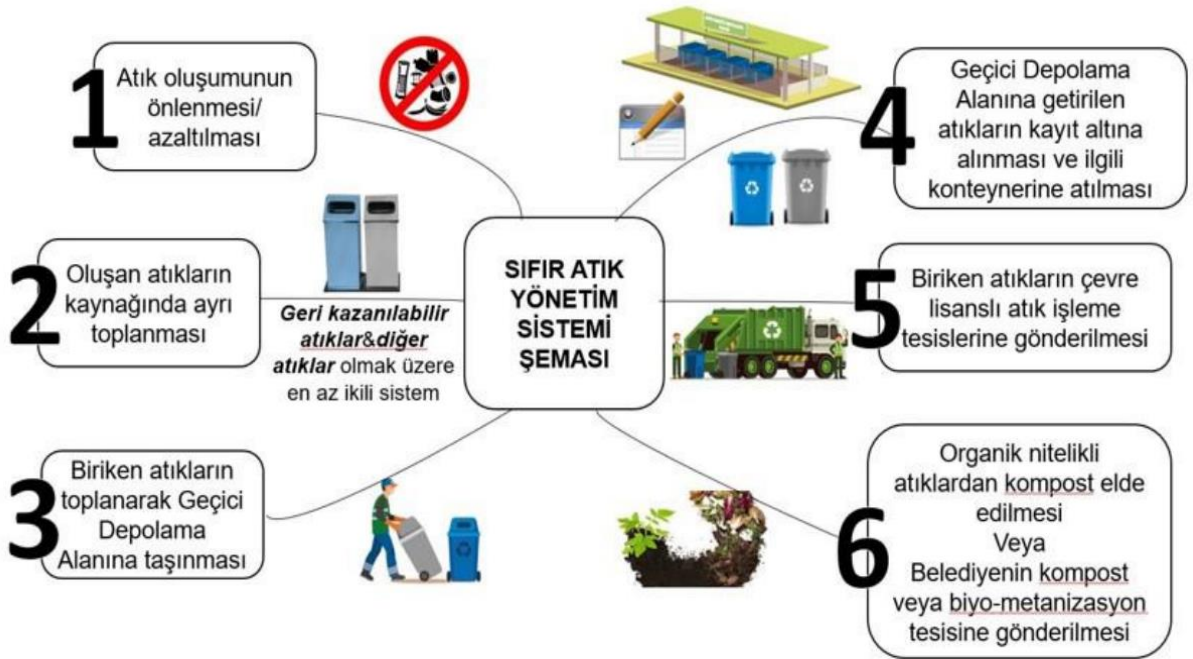 1
Atık oluşumunun
önlenmesi/
azaltılması
2
Oluşan atıkların
kaynağında ayrı
toplanması
Geri kazanılabilir
atıklar&diğer
atıklar olmak üzere
en az ikili sistem
3
Biriken atıkların
toplanarak Geçici
Depolama
Alanına taşınması
SIFIR ATIK
YÖNETİM
SİSTEMİ
ŞEMASI
4
Geçici Depolama
Alanına getirilen
atıkların kayıt altına
alınması ve ilgili
konteynerine atılması
5
Biriken atıkların çevre
lisanslı atık işleme
tesislerine gönderilmesi
6
Organik nitelikli
atıklardan kompost elde
edilmesi
Veya
Belediyenin kompost
veya biyo-metanizasyon
tesisine gönderilmesi